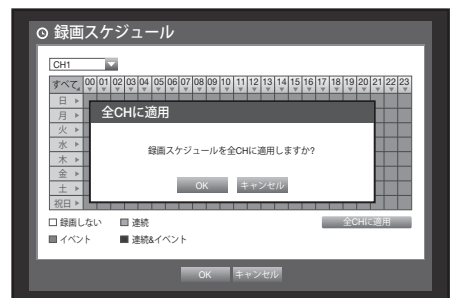 録画スケジュール
CH1
すべて 00 01 02 03 04 05 06 07 08 09 10 11 12 13 14 15 16 17 18 19 20 21 22 23
日
月
火
水
木
金
土
祝日
全CHに適用
録画スケジュールを全CHに適用しますか?
OK キャンセル
録画しない 連続 全CHに適用
イベント 連続&イベント
OK キャンセル